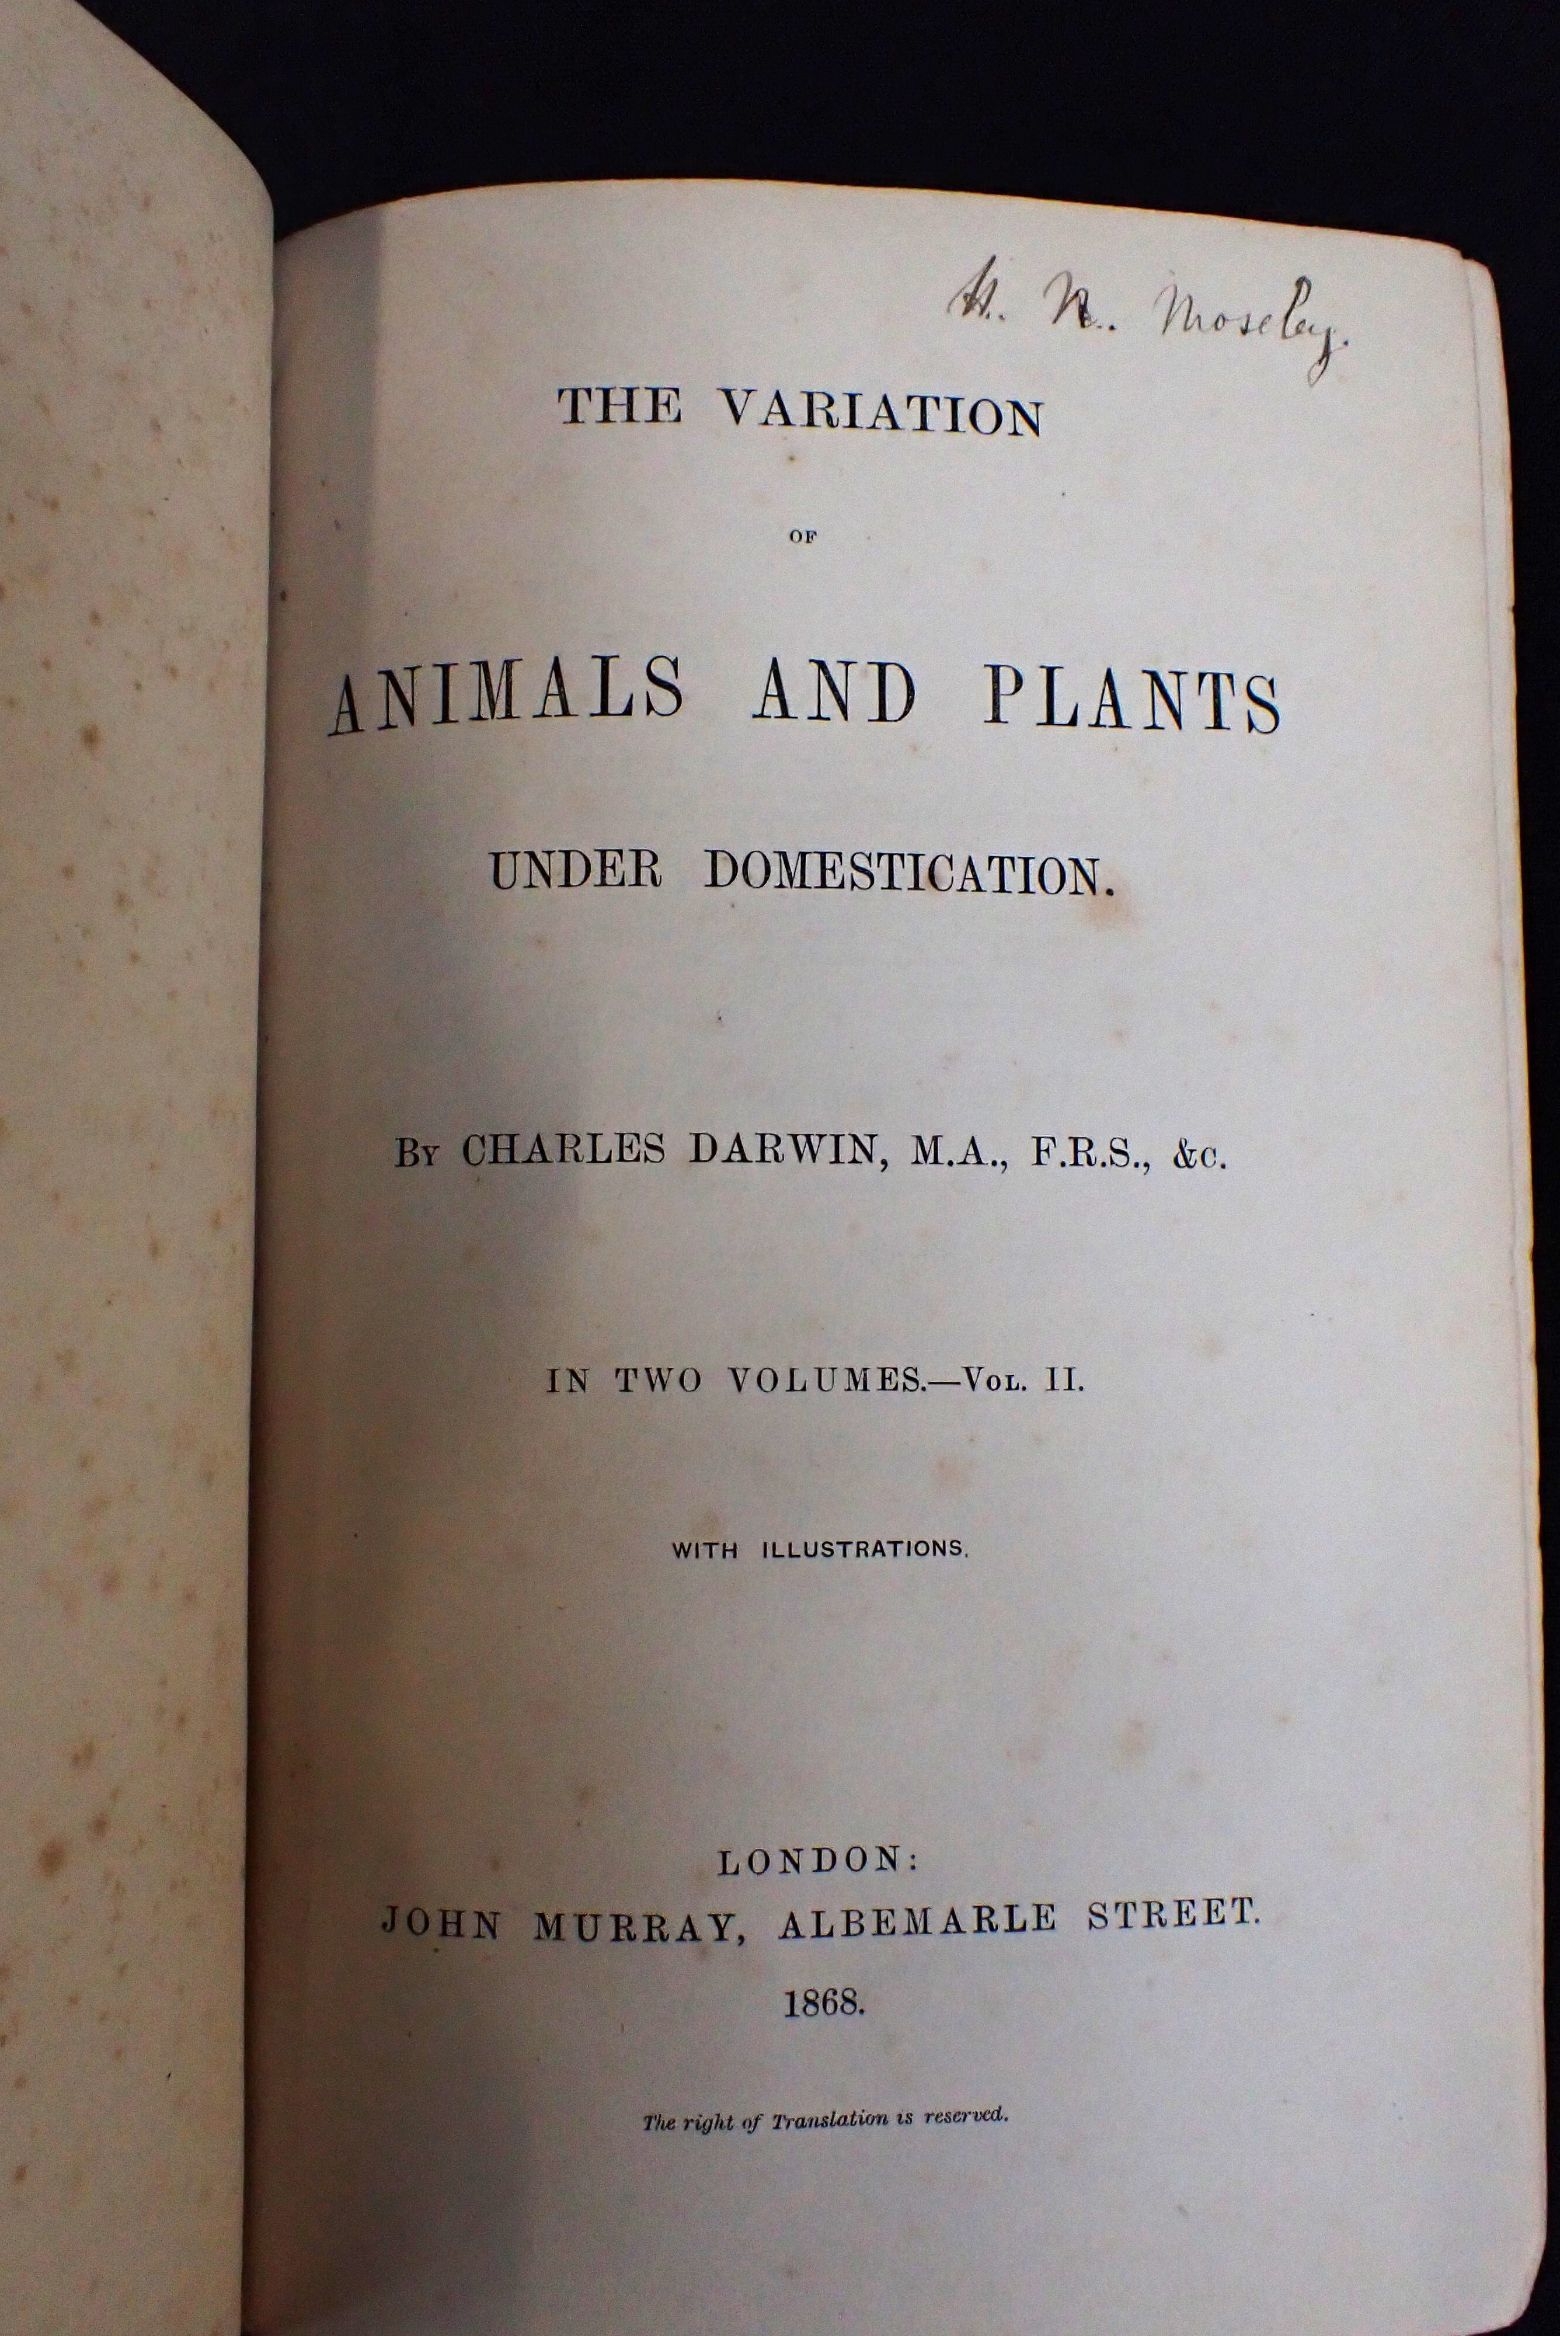 H. N. Moseley.
THE VARIATION
OF
ANIMALS AND PLANTS
UNDER DOMESTICATION.
BY CHARLES DARWIN, M.A., F.R.S., &c.
IN TWO VOLUMES.—VOL. II.
WITH ILLUSTRATIONS.
LONDON:
JOHN MURRAY, ALBEMARLE STREET.
1868.
The right of Translation is reserved.